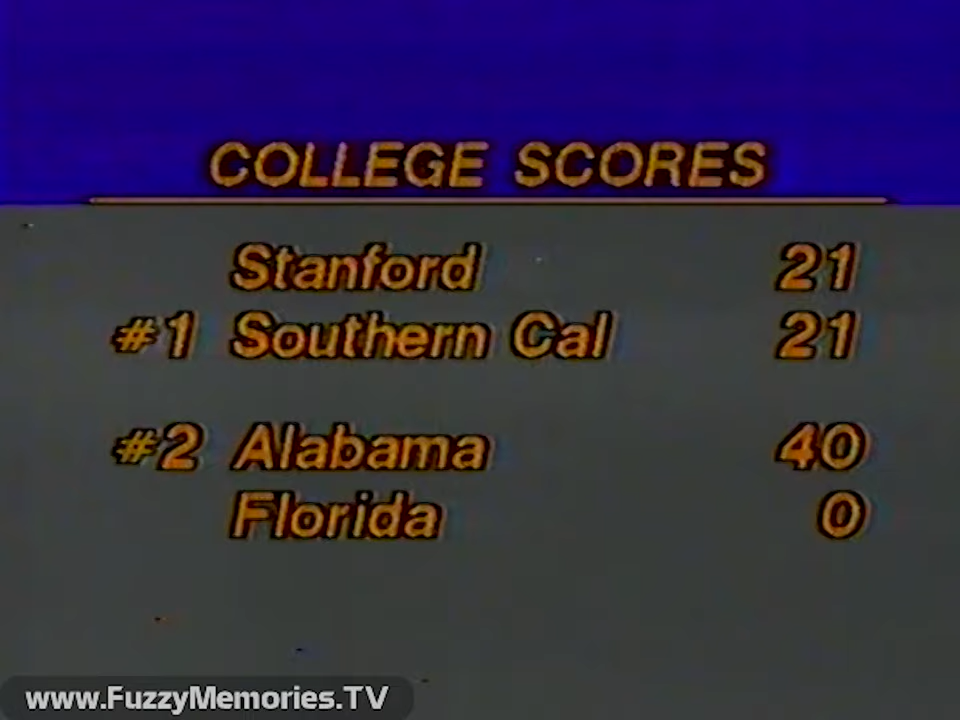 COLLEGE SCORES
Stanford 21
#1 Southern Cal 21
#2 Alabama 40
Florida 0
www.FuzzyMemories.TV